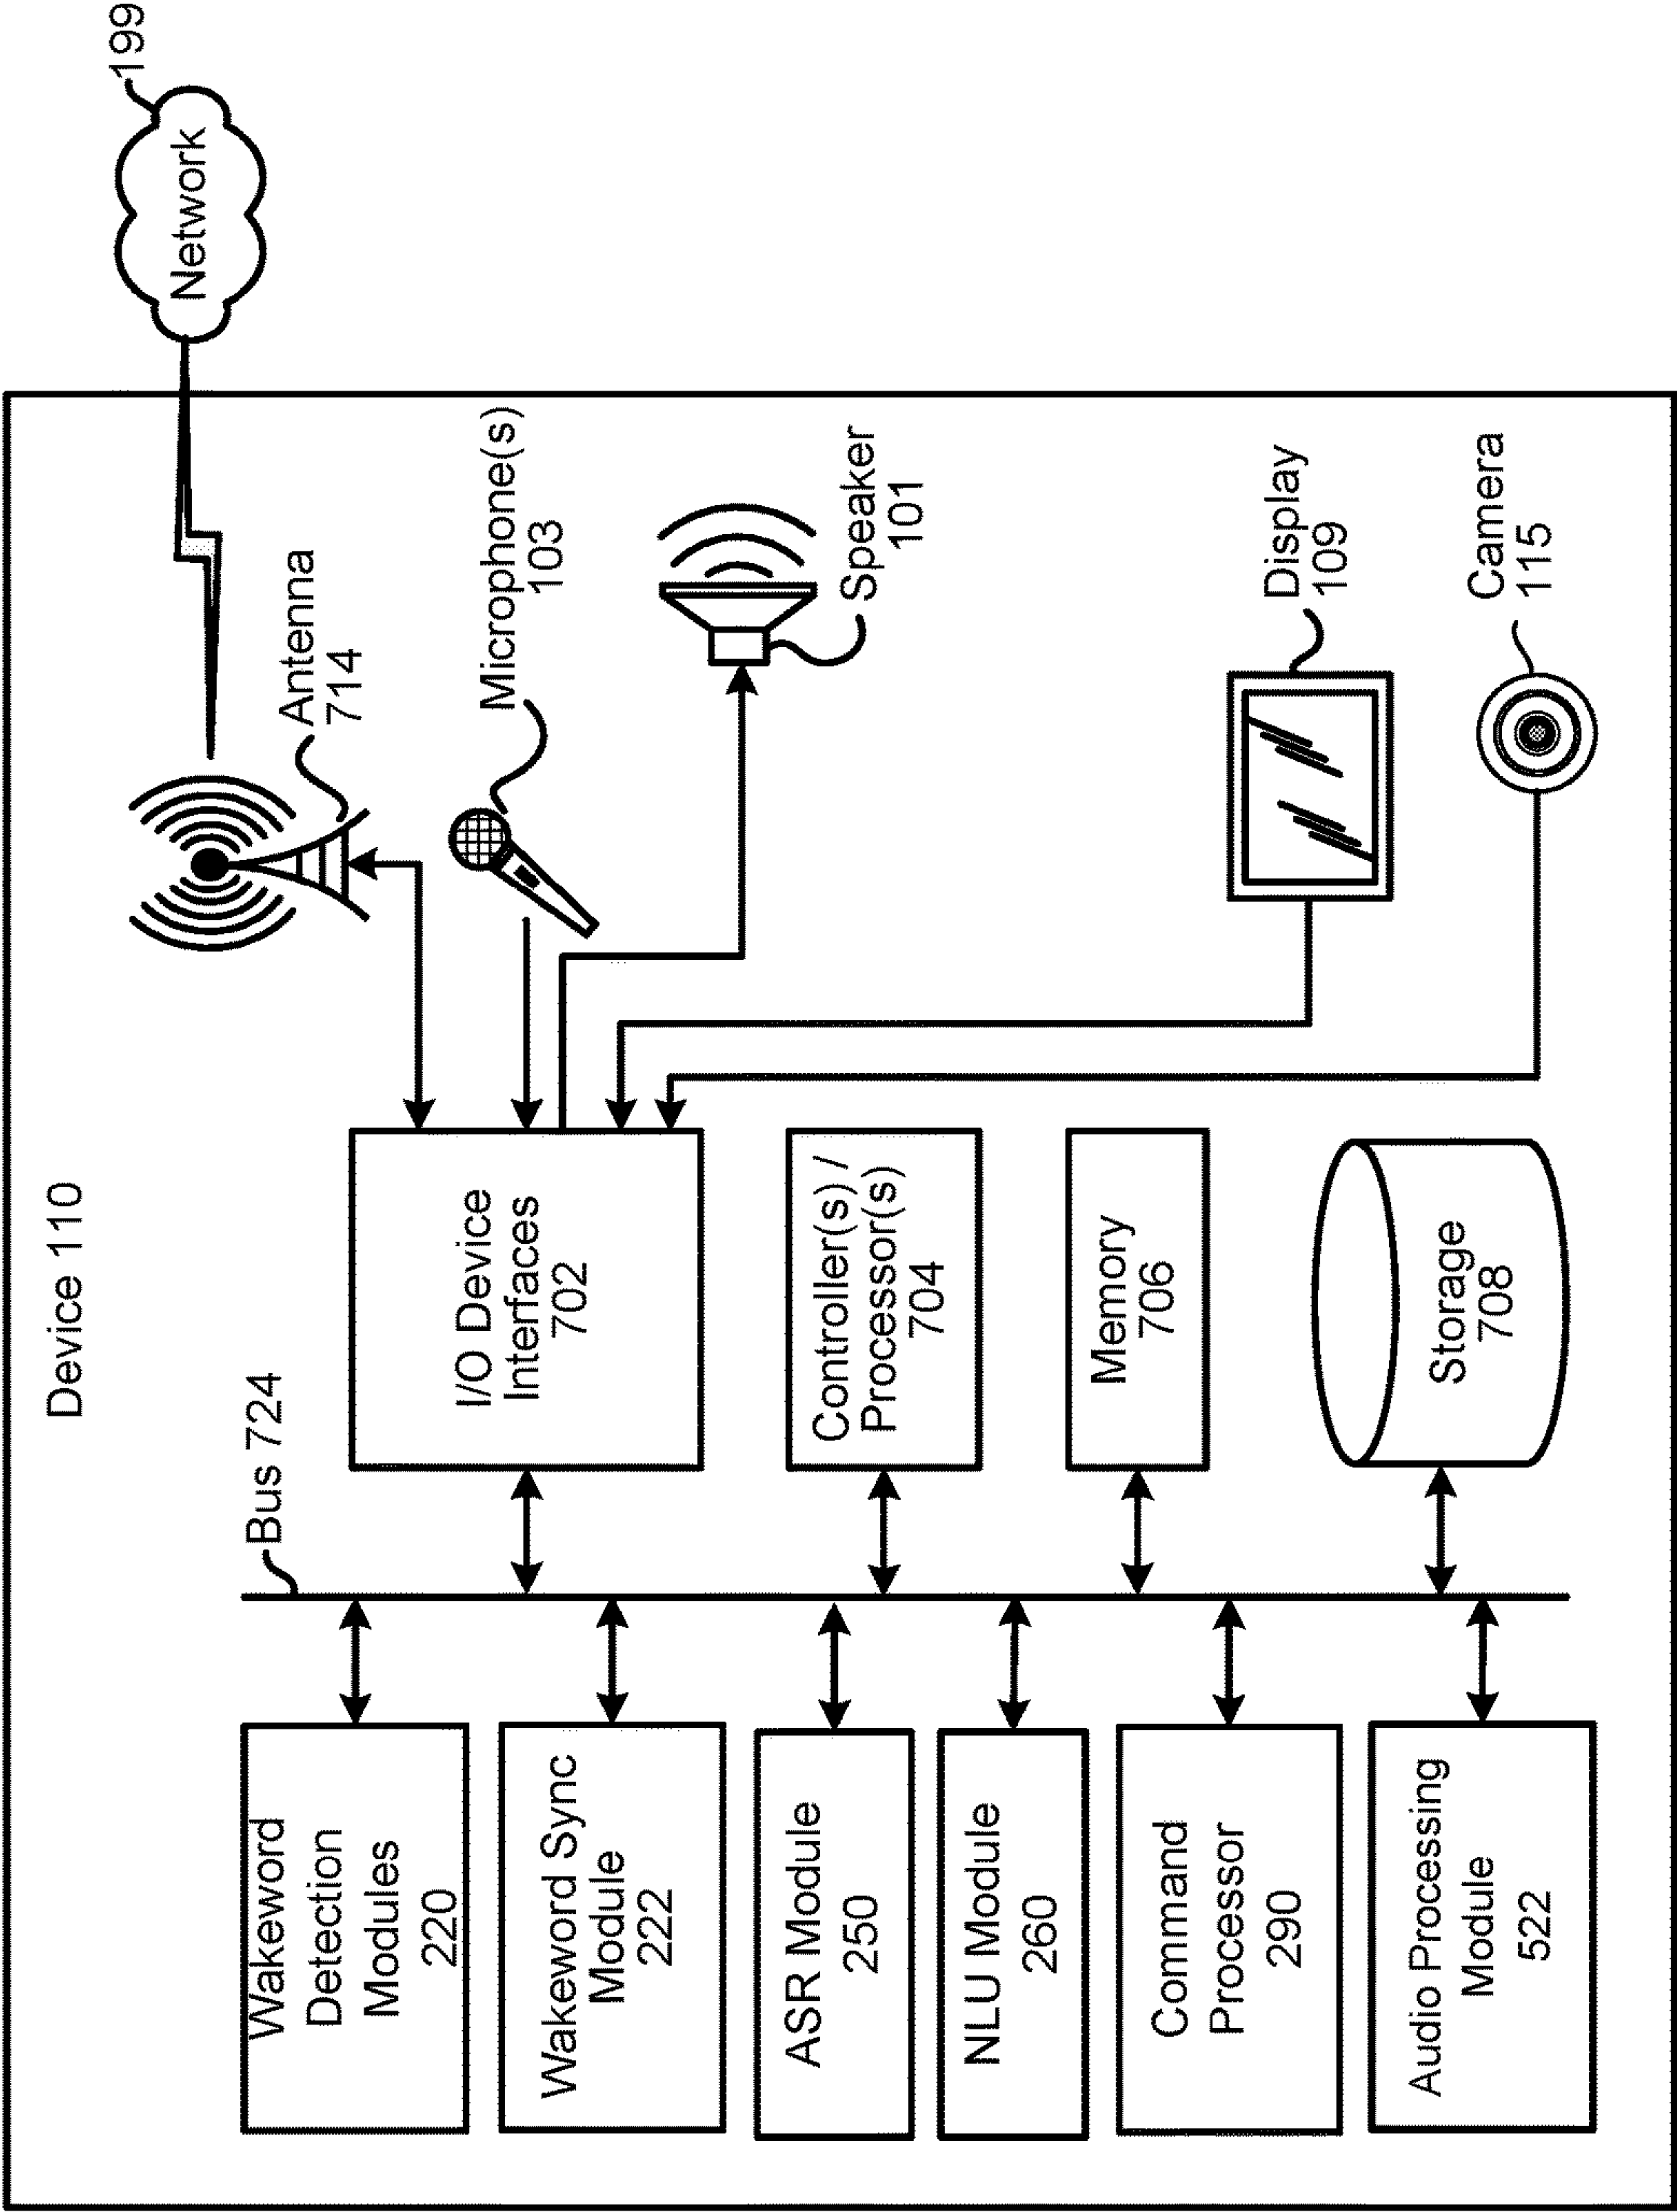 Device 110
Bus 724
Wakeword
Detection
Modules
220
Wakeword Sync
Module
222
ASR Module
250
NLU Module
260
Command
Processor
290
Audio Processing
Module
522
I/O Device
Interfaces
702
Controller(s) /
Processor(s)
704
Memory
706
Storage
708
Antenna
714
Microphone(s)
103
Speaker
101
Display
109
Camera
115
Network
199